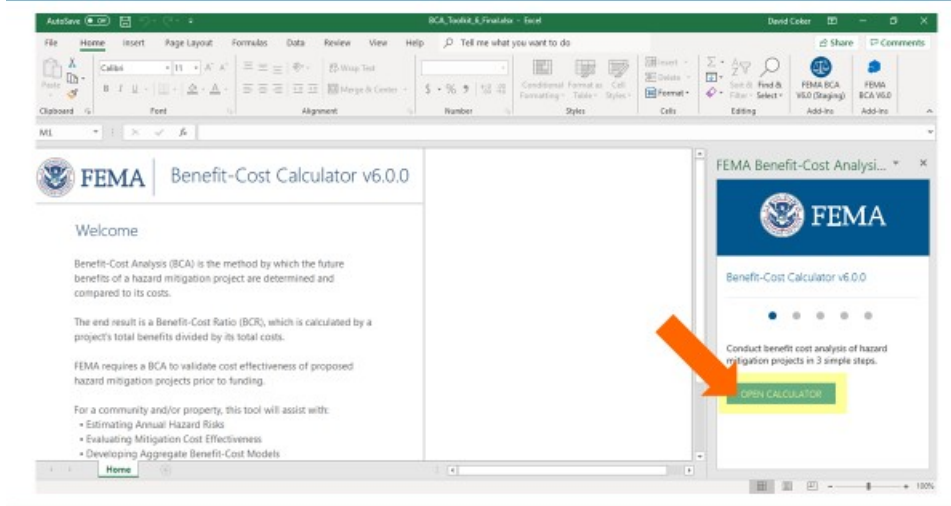 AutoSave Off BCA_Toolkit_6_Final.xlsx - Excel David Coker
File Home Insert Page Layout Formulas Data Review View Help Tell me what you want to do Share Comments
Paste Calibri 11 A A Wrap Text Insert
B I U A Merge & Center $ % Conditional Formatting Format as Table Cell Styles Delete Format Sort & Filter Find & Select FEMA BCA V6.0 (Staging) FEMA BCA V6.0
Clipboard Font Alignment Number Styles Cells Editing Add-ins Add-ins
M1 fx
FEMA Benefit-Cost Calculator v6.0.0
Welcome
Benefit-Cost Analysis (BCA) is the method by which the future
benefits of a hazard mitigation project are determined and
compared to its costs.
The end result is a Benefit-Cost Ratio (BCR), which is calculated by a
project's total benefits divided by its total costs.
FEMA requires a BCA to validate cost effectiveness of proposed
hazard mitigation projects prior to funding.
For a community and/or property, this tool will assist with:
• Estimating Annual Hazard Risks
• Evaluating Mitigation Cost Effectiveness
• Developing Aggregate Benefit-Cost Models
FEMA Benefit-Cost Analysi...
FEMA
Benefit-Cost Calculator v6.0.0
Conduct benefit cost analysis of hazard
mitigation projects in 3 simple steps.
OPEN CALCULATOR
Home
100%